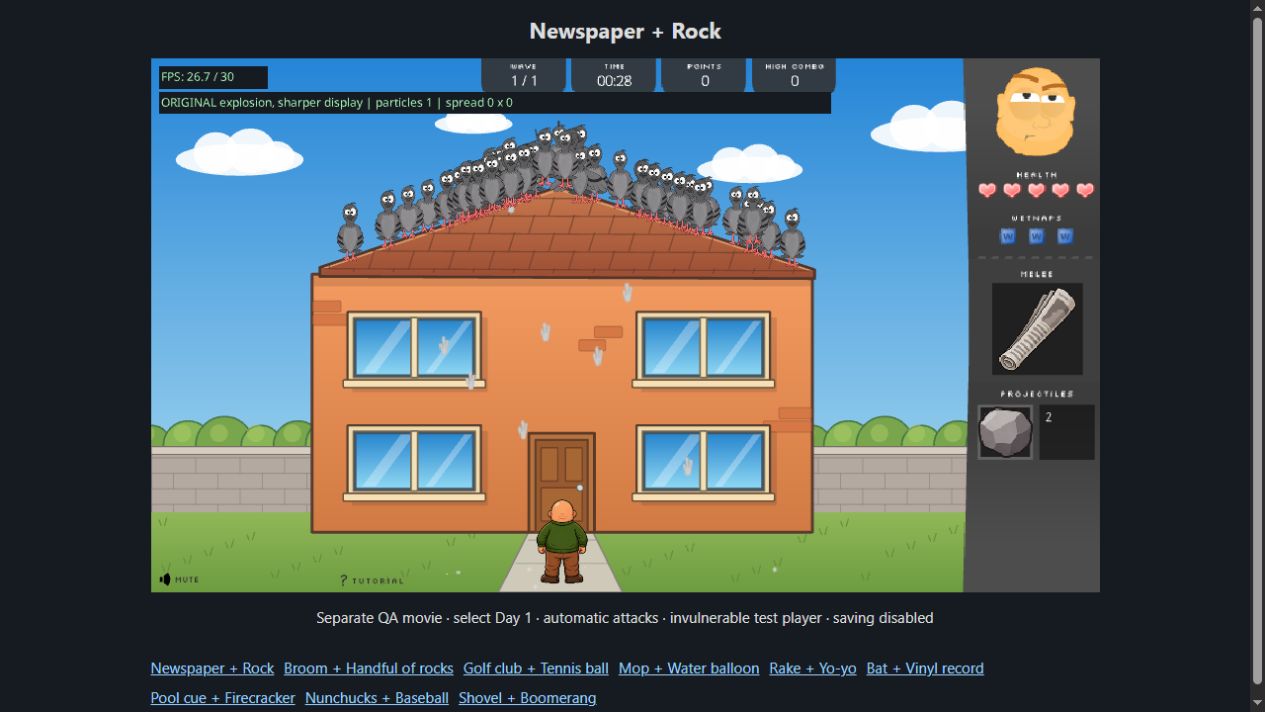 Newspaper + Rock
FPS: 26.7 / 30
WAVE
1 / 1
TIME
00:28
POINTS
0
HIGH COMBO
0
ORIGINAL explosion, sharper display | particles 1 | spread 0 x 0
HEALTH
WETNAPS
W W W
MELEE
PROJECTILES
2
MUTE
? TUTORIAL
Separate QA movie · select Day 1 · automatic attacks · invulnerable test player · saving disabled
Newspaper + Rock Broom + Handful of rocks Golf club + Tennis ball Mop + Water balloon Rake + Yo-yo Bat + Vinyl record
Pool cue + Firecracker Nunchucks + Baseball Shovel + Boomerang